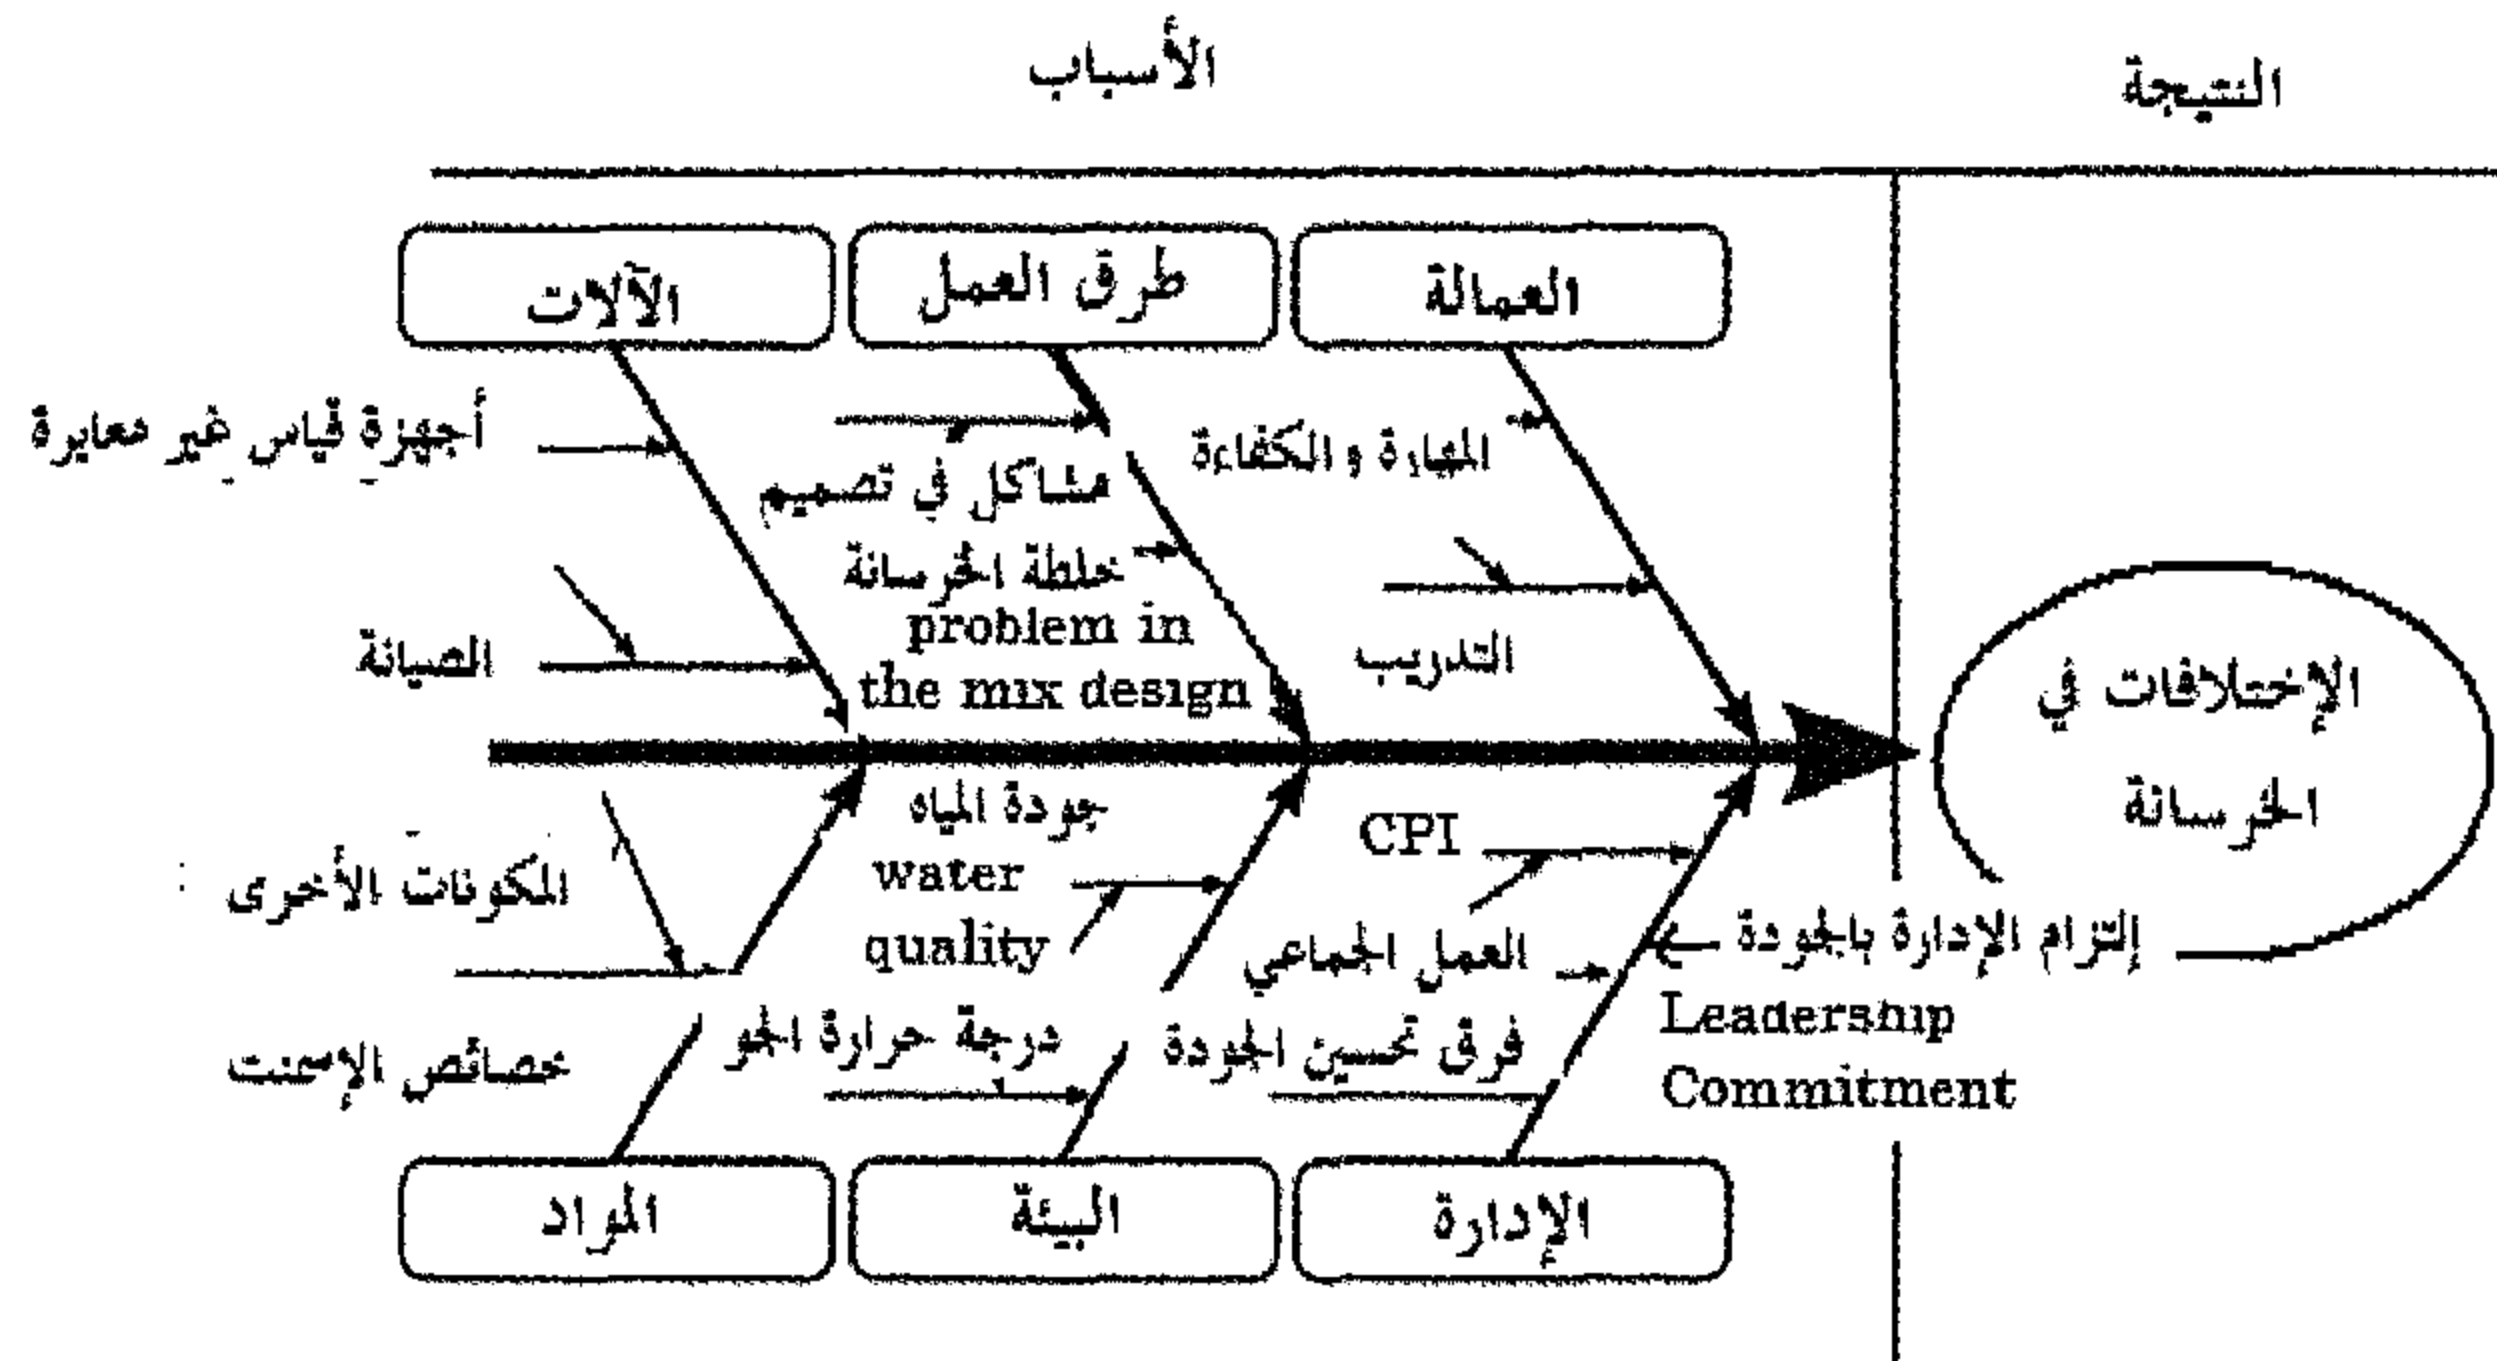 النتيجة
الأسباب
العمالة
طرق العمل
الآلات
المهارة و الكفاءة
التدريب
مشاكل في تصميم
خلطة الخرسانة
problem in
the mix design
أجهزة قياس غير معايرة
الصيانة
الإختلافات في
الخرسانة
CPI
العمل الجماعي
فرق تحسين الجودة
إلتزام الإدارة بالجودة
Leadership
Commitment
جودة المياه
water
quality
درجة حرارة الجو
المكونات الأخرى :
خصائص الإسمنت
الإدارة
البيئة
المواد